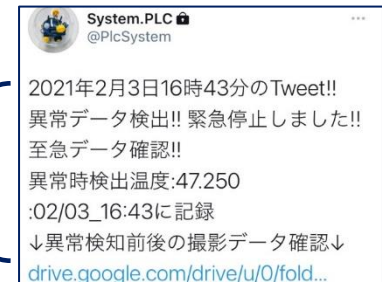 System.PLC
@PlcSystem
2021年2月3日16時43分のTweet!!
異常データ検出!! 緊急停止しました!!
至急データ確認!!
異常時検出温度:47.250
:02/03_16:43に記録
↓異常検知前後の撮影データ確認↓
drive.google.com/drive/u/0/fold...